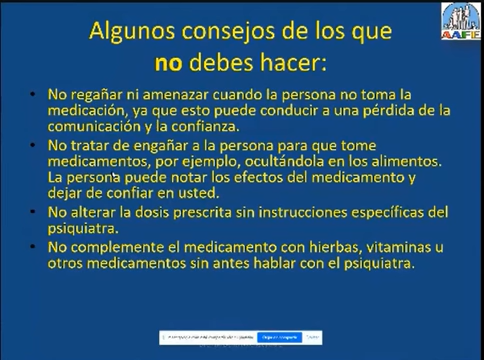 Algunos consejos de los que
no debes hacer:
AAFE
• No regañar ni amenazar cuando la persona no toma la
medicación, ya que esto puede conducir a una pérdida de la
comunicación y la confianza.
• No tratar de engañar a la persona para que tome
medicamentos, por ejemplo, ocultándola en los alimentos.
La persona puede notar los efectos del medicamento y
dejar de confiar en usted.
• No alterar la dosis prescrita sin instrucciones específicas del
psiquiatra.
• No complemente el medicamento con hierbas, vitaminas u
otros medicamentos sin antes hablar con el psiquiatra.